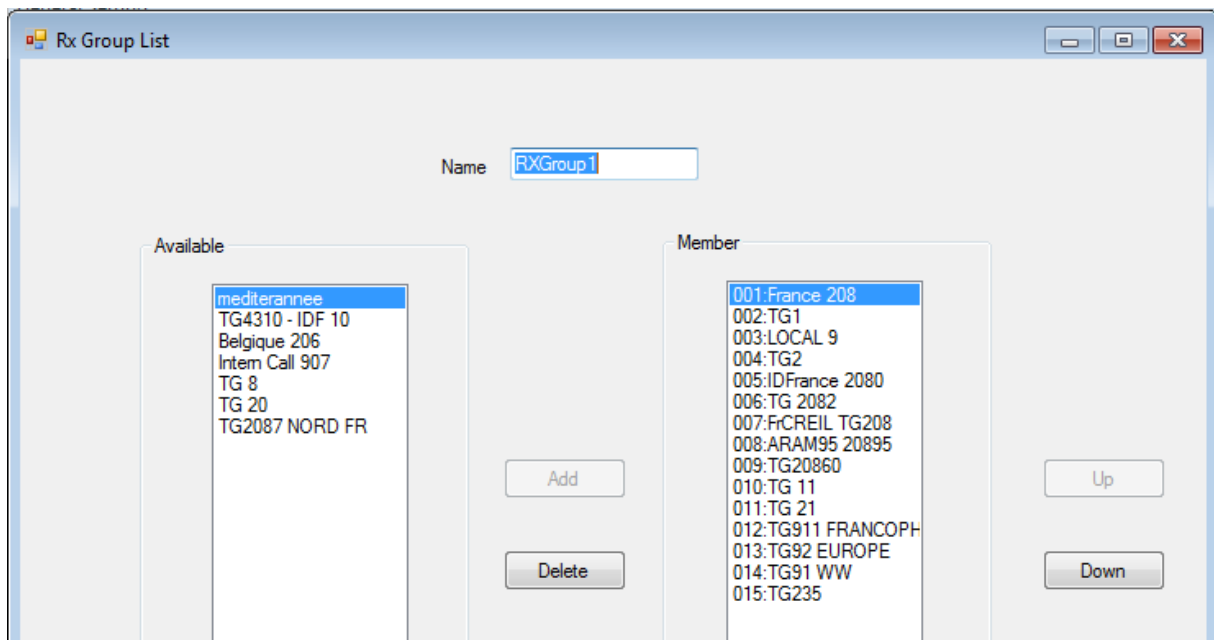 Rx Group List
Name RXGroup1
Available
mediterannee
TG4310 - IDF 10
Belgique 206
Intern Call 907
TG 8
TG 20
TG2087 NORD FR
Add
Delete
Member
001:France 208
002:TG1
003:LOCAL 9
004:TG2
005:IDFrance 2080
006:TG 2082
007:FrCREIL TG208
008:ARAM95 20895
009:TG20860
010:TG 11
011:TG 21
012:TG911 FRANCOPH
013:TG92 EUROPE
014:TG91 WW
015:TG235
Up
Down